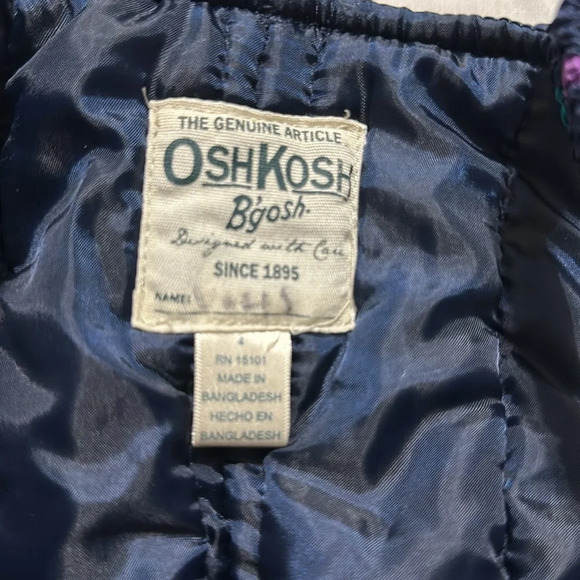 THE GENUINE ARTICLE
OSHKOSH
B'gosh.
Designed with Care
SINCE 1895
NAME:
4
RN 15101
MADE IN
BANGLADESH
HECHO EN
BANGLADESH